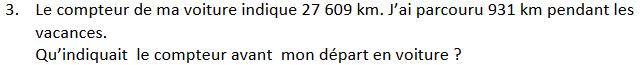 3. Le compteur de ma voiture indique 27 609 km. J'ai parcouru 931 km pendant les
vacances.
Qu'indiquait le compteur avant mon départ en voiture ?